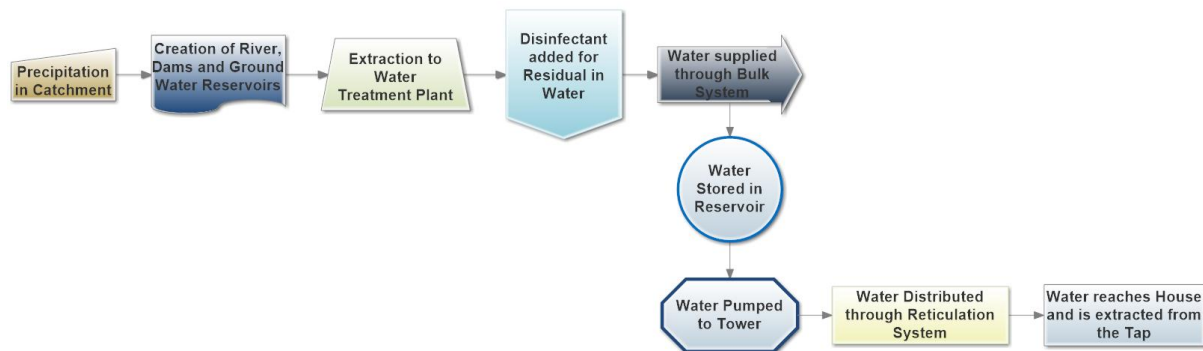 Precipitation
in Catchment
Creation of River,
Dams and Ground
Water Reservoirs
Extraction to
Water
Treatment Plant
Disinfectant
added for
Residual in
Water
Water supplied
through Bulk
System
Water
Stored in
Reservoir
Water Pumped
to Tower
Water Distributed
through Reticulation
System
Water reaches House
and is extracted from
the Tap